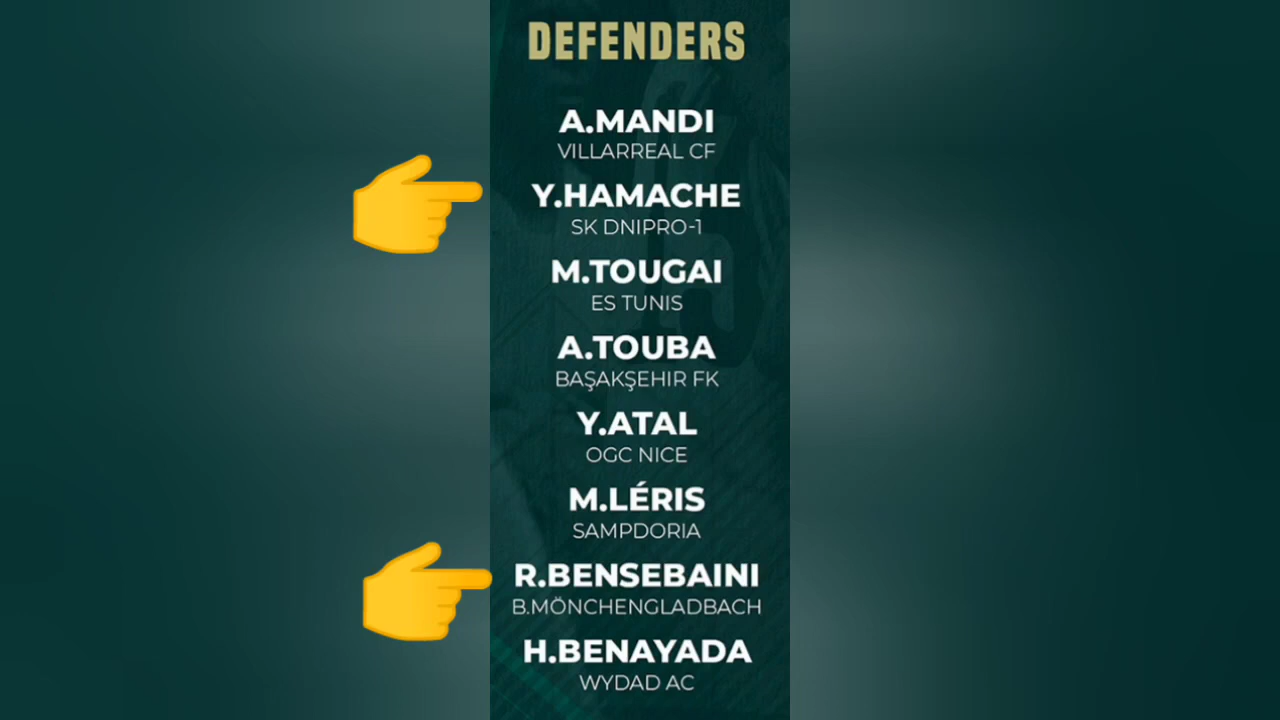 DEFENDERS
A.MANDI
VILLARREAL CF
Y.HAMACHE
SK DNIPRO-1
M.TOUGAI
ES TUNIS
A.TOUBA
BAŞAKŞEHIR FK
Y.ATAL
OGC NICE
M.LÉRIS
SAMPDORIA
R.BENSEBAINI
B.MÖNCHENGLADBACH
H.BENAYADA
WYDAD AC